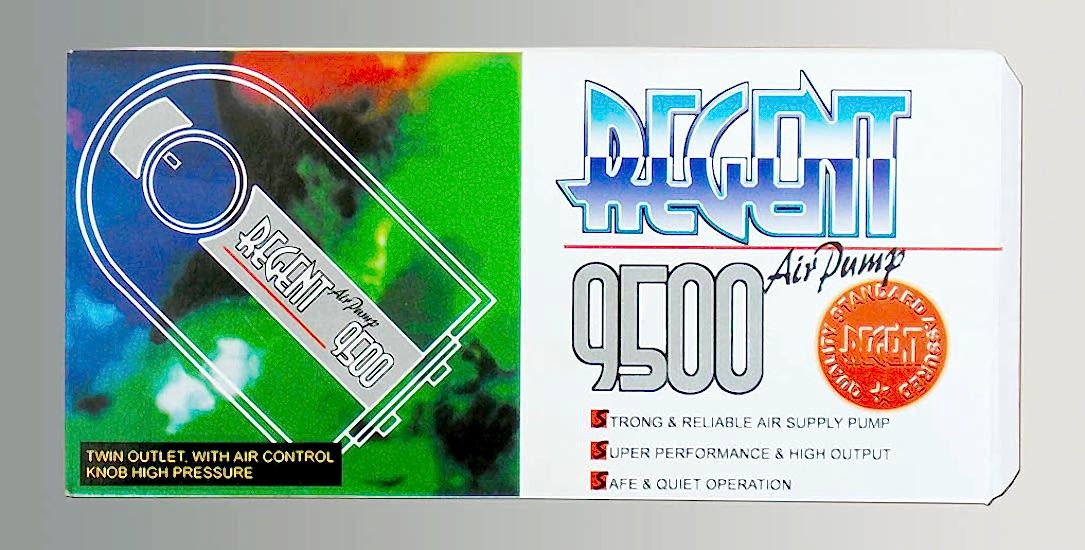 REGENT
Air Pump
9500
TWIN OUTLET, WITH AIR CONTROL
KNOB HIGH PRESSURE
REGENT
Air Pump
9500
QUALITY STANDARD ASSURED
REGENT
STRONG & RELIABLE AIR SUPPLY PUMP
SUPER PERFORMANCE & HIGH OUTPUT
SAFE & QUIET OPERATION